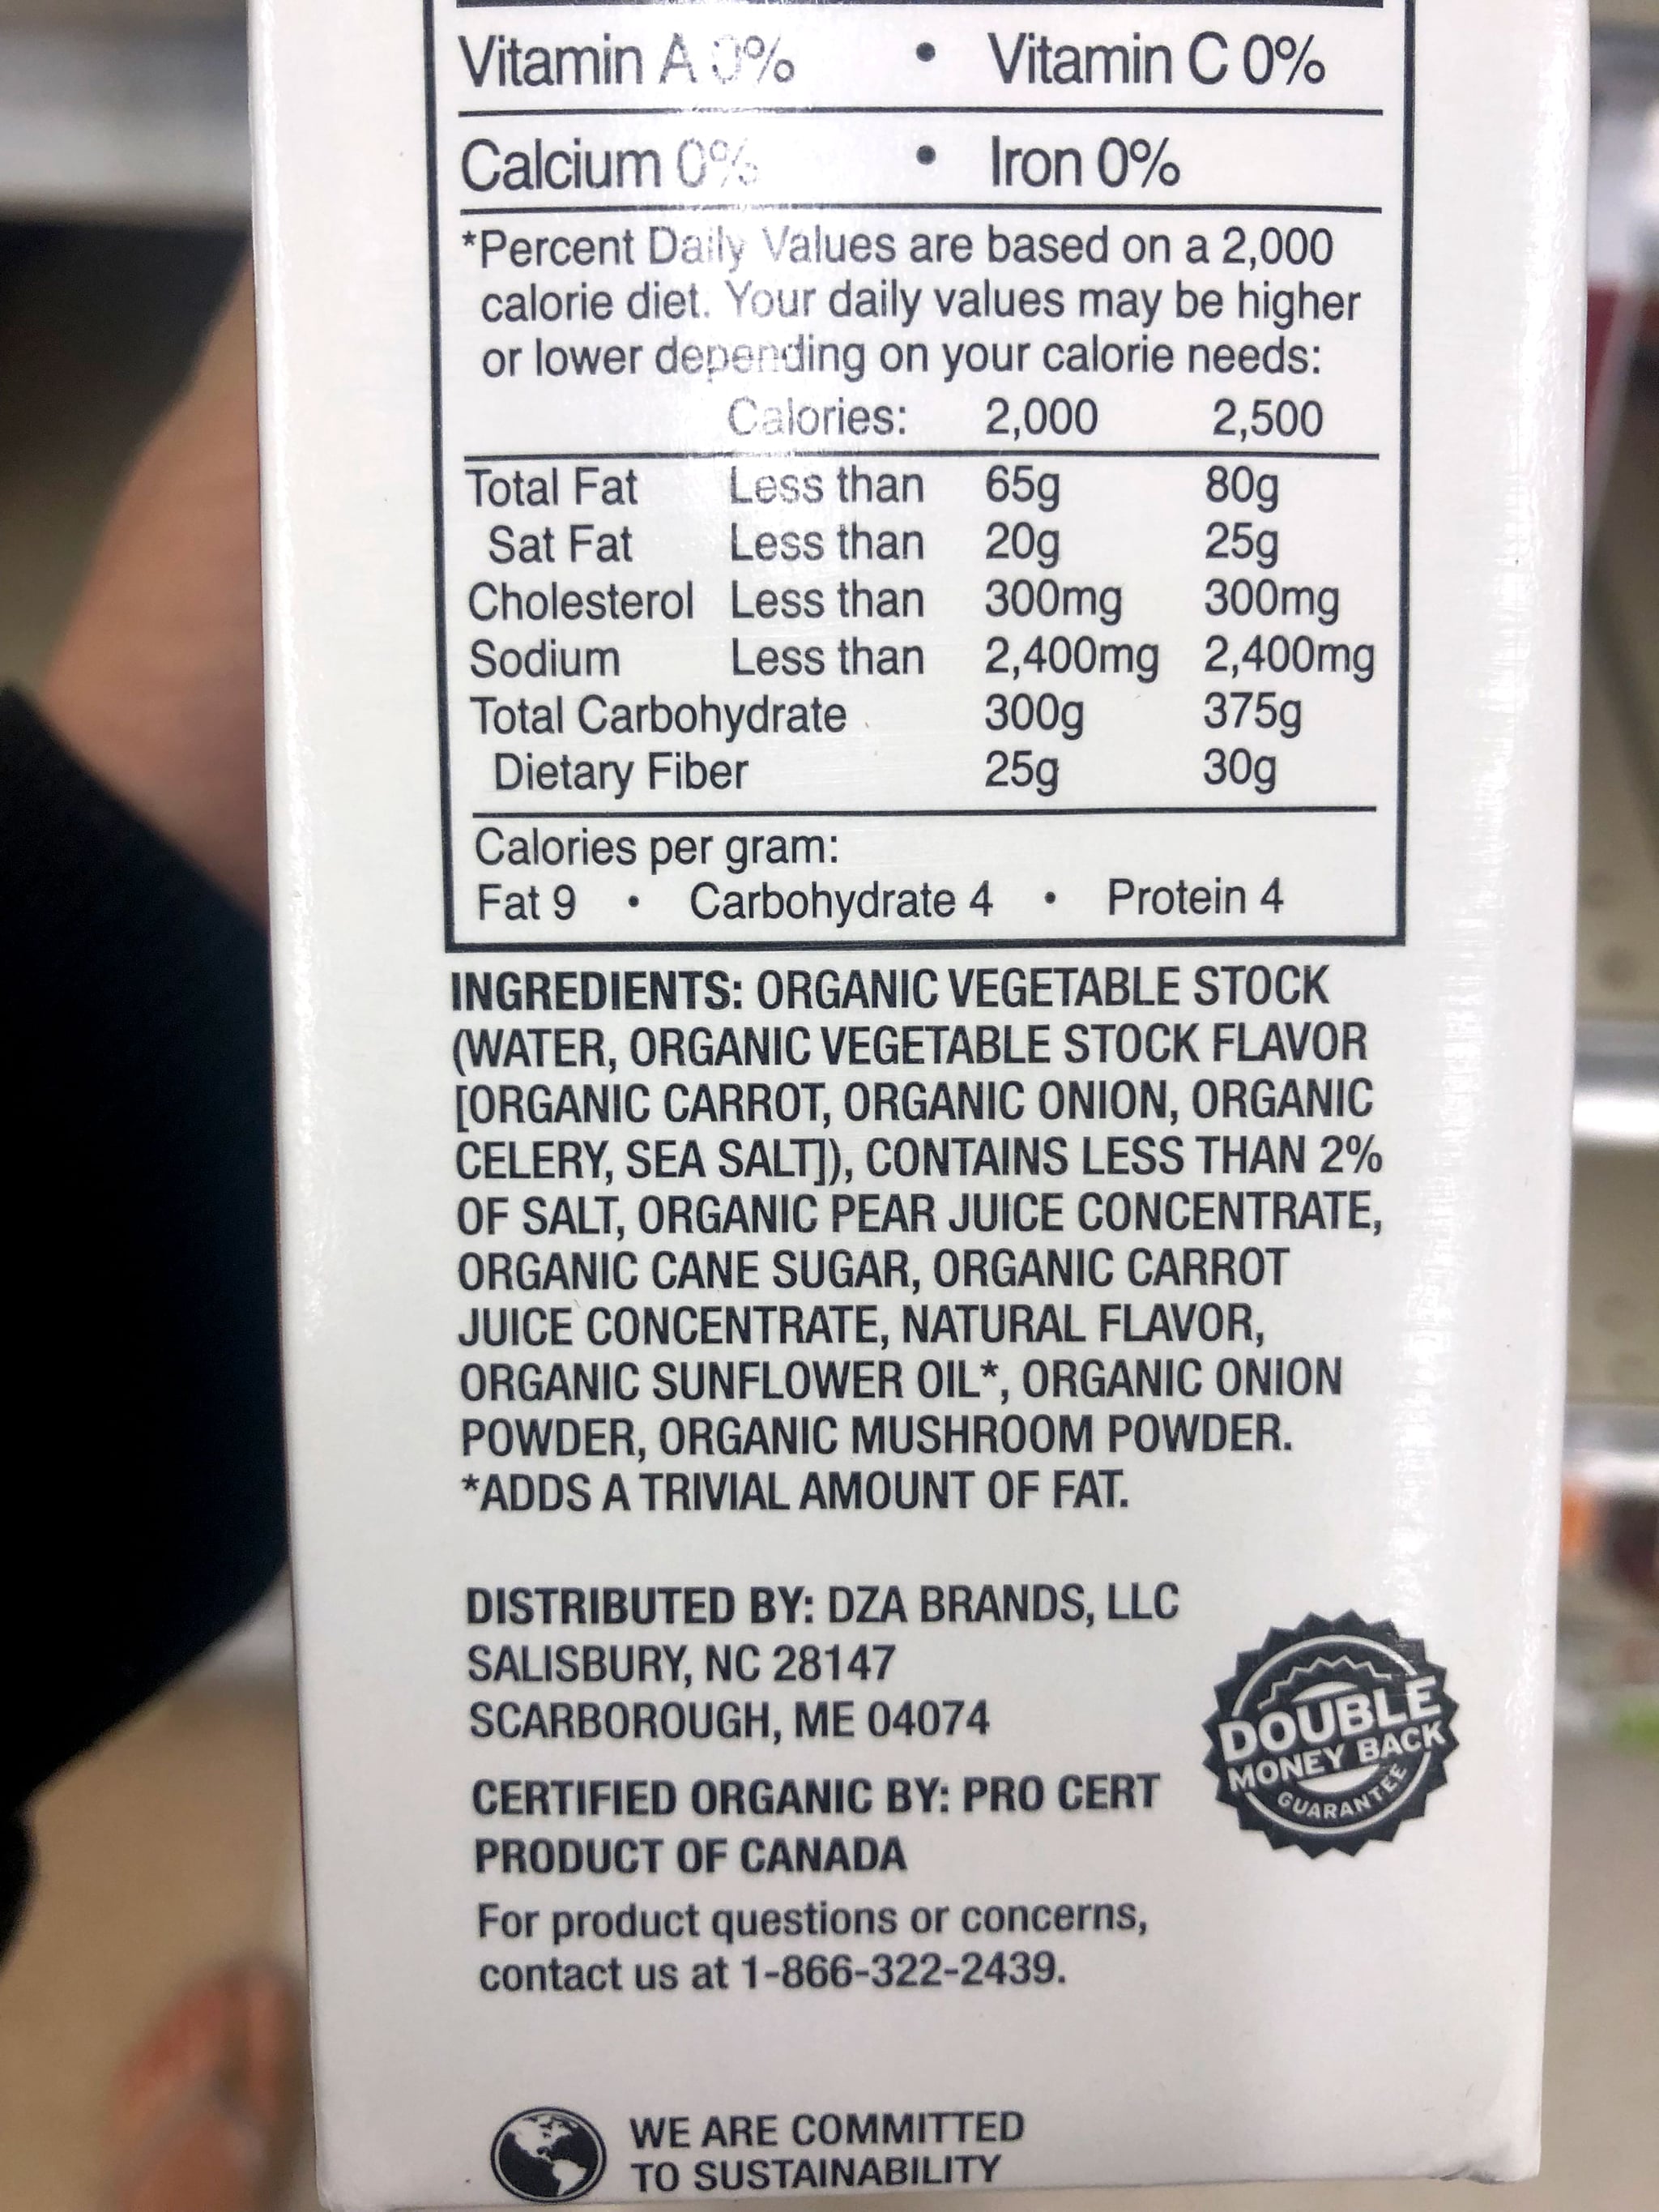 Vitamin A 0% • Vitamin C 0%
Calcium 0% • Iron 0%
*Percent Daily Values are based on a 2,000
calorie diet. Your daily values may be higher
or lower depending on your calorie needs:
Calories: 2,000 2,500
Total Fat Less than 65g 80g
Sat Fat Less than 20g 25g
Cholesterol Less than 300mg 300mg
Sodium Less than 2,400mg 2,400mg
Total Carbohydrate 300g 375g
Dietary Fiber 25g 30g
Calories per gram:
Fat 9 • Carbohydrate 4 • Protein 4
INGREDIENTS: ORGANIC VEGETABLE STOCK
(WATER, ORGANIC VEGETABLE STOCK FLAVOR
[ORGANIC CARROT, ORGANIC ONION, ORGANIC
CELERY, SEA SALT]), CONTAINS LESS THAN 2%
OF SALT, ORGANIC PEAR JUICE CONCENTRATE,
ORGANIC CANE SUGAR, ORGANIC CARROT
JUICE CONCENTRATE, NATURAL FLAVOR,
ORGANIC SUNFLOWER OIL*, ORGANIC ONION
POWDER, ORGANIC MUSHROOM POWDER.
*ADDS A TRIVIAL AMOUNT OF FAT.
DISTRIBUTED BY: DZA BRANDS, LLC
SALISBURY, NC 28147
SCARBOROUGH, ME 04074
DOUBLE
MONEY BACK
GUARANTEE
CERTIFIED ORGANIC BY: PRO CERT
PRODUCT OF CANADA
For product questions or concerns,
contact us at 1-866-322-2439.
WE ARE COMMITTED
TO SUSTAINABILITY